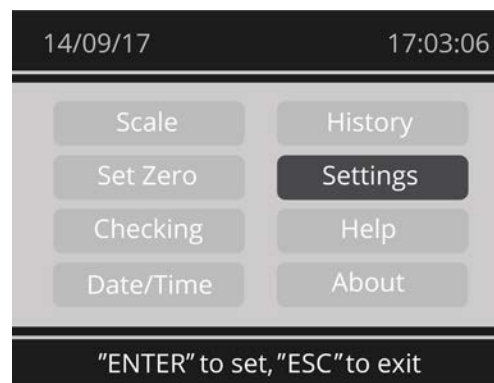 14/09/17 17:03:06
Scale History
Set Zero Settings
Checking Help
Date/Time About
"ENTER" to set, "ESC" to exit